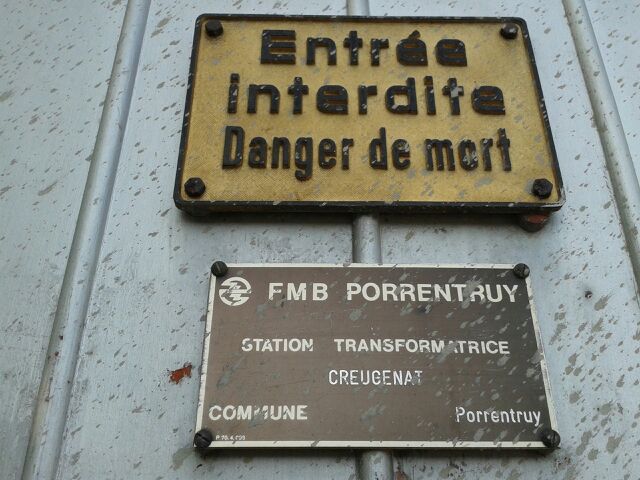 Entrée
interdite
Danger de mort
FMB PORRENTRUY
STATION TRANSFORMATRICE
CREUGENAT
COMMUNE Porrentruy